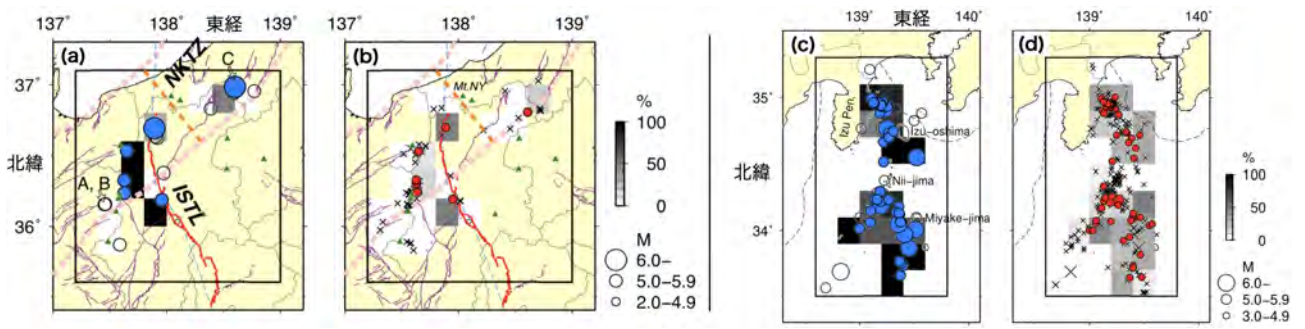 東経
137˚ 138˚ 139˚ 137˚ 138˚ 139˚
(a) NKTZ C
A, B
ISTL
37˚
北緯
36˚
(b)
Mt.NY
%
100
50
0
M
6.0-
5.0-5.9
2.0-4.9
東経
139˚ 140˚ 139˚ 140˚
(c)
35˚
北緯
34˚
Izu Pen.
Izu-oshima
Nii-jima
Miyake-jima
(d)
%
100
50
0
M
6.0-
5.0-5.9
3.0-4.9